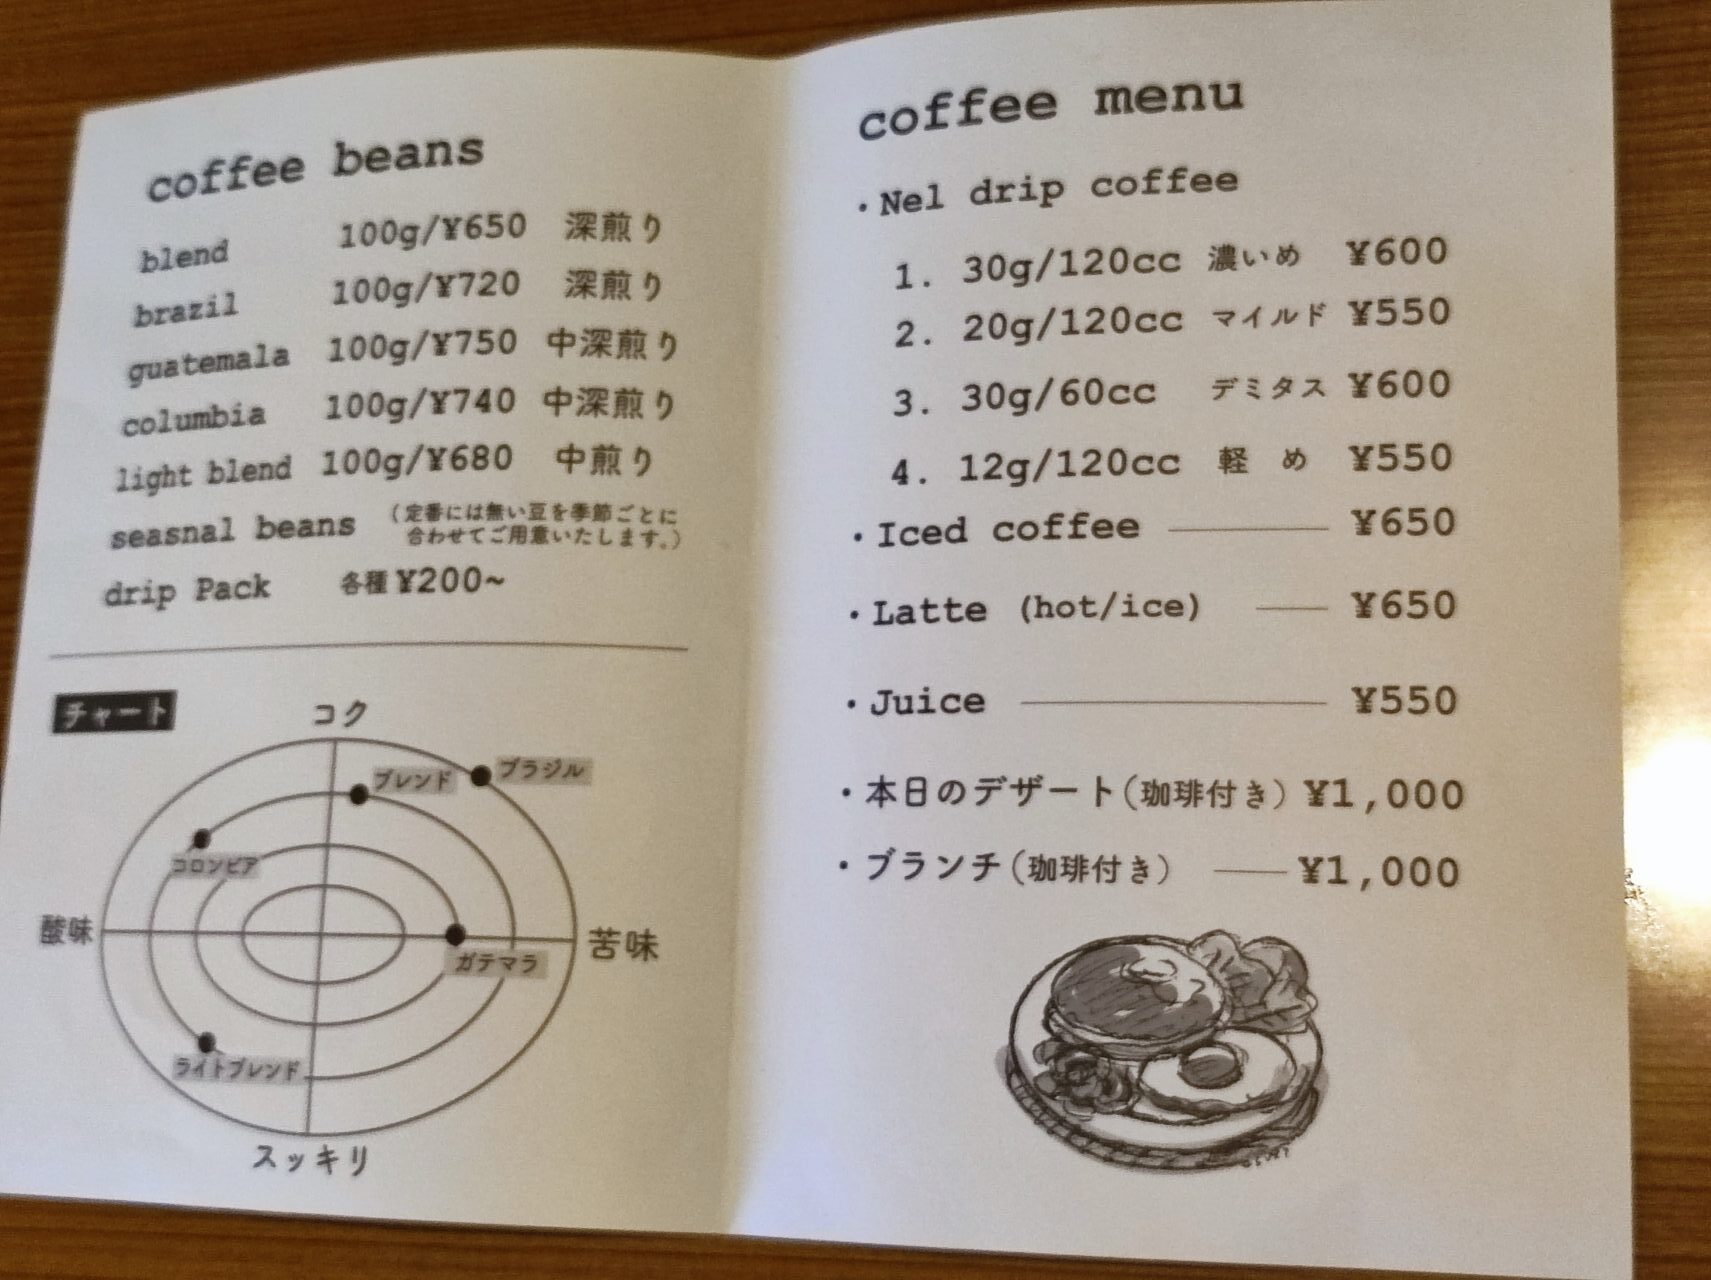 coffee beans
blend 100g/¥650 深煎り
brazil 100g/¥720 深煎り
guatemala 100g/¥750 中深煎り
columbia 100g/¥740 中深煎り
light blend 100g/¥680 中煎り
seasnal beans (定番には無い豆を季節ごとに
合わせてご用意いたします。)
drip Pack 各種 ¥200~
チャート
コク
ブレンド
ブラジル
コロンビア
酸味
苦味
ガテマラ
ライトブレンド
スッキリ
coffee menu
・Nel drip coffee
1. 30g/120cc 濃いめ ¥600
2. 20g/120cc マイルド ¥550
3. 30g/60cc デミタス ¥600
4. 12g/120cc 軽め ¥550
・Iced coffee ¥650
・Latte (hot/ice) ¥650
・Juice ¥550
・本日のデザート(珈琲付き) ¥1,000
・ブランチ(珈琲付き) ¥1,000